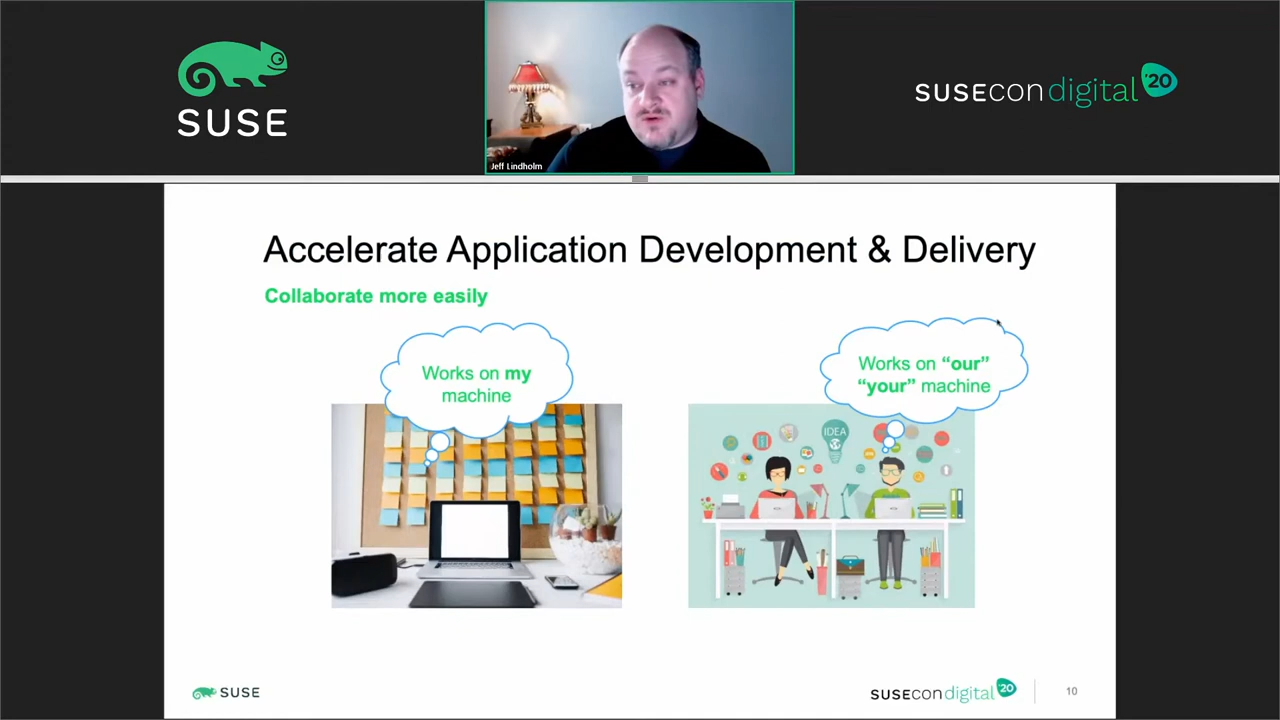 SUSE
Jeff Lindholm
SUSEcon digital '20
Accelerate Application Development & Delivery
Collaborate more easily
Works on my
machine
Works on “our”
“your” machine
IDEA
SUSE
SUSEcon digital '20
10